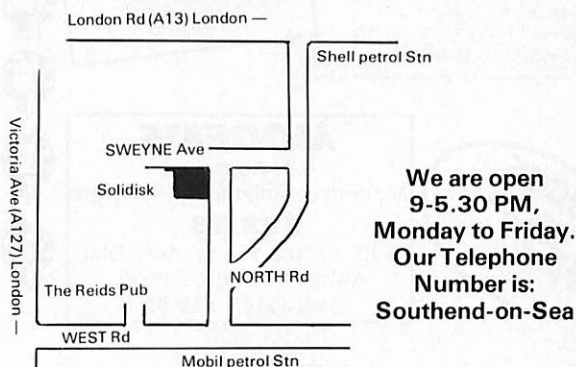 London Rd (A13) London —
Shell petrol Stn
SWEYNE Ave
Solidisk
Victoria Ave (A127) London —
NORTH Rd
The Reids Pub
WEST Rd
Mobil petrol Stn
We are open
9-5.30 PM,
Monday to Friday.
Our Telephone
Number is:
Southend-on-Sea